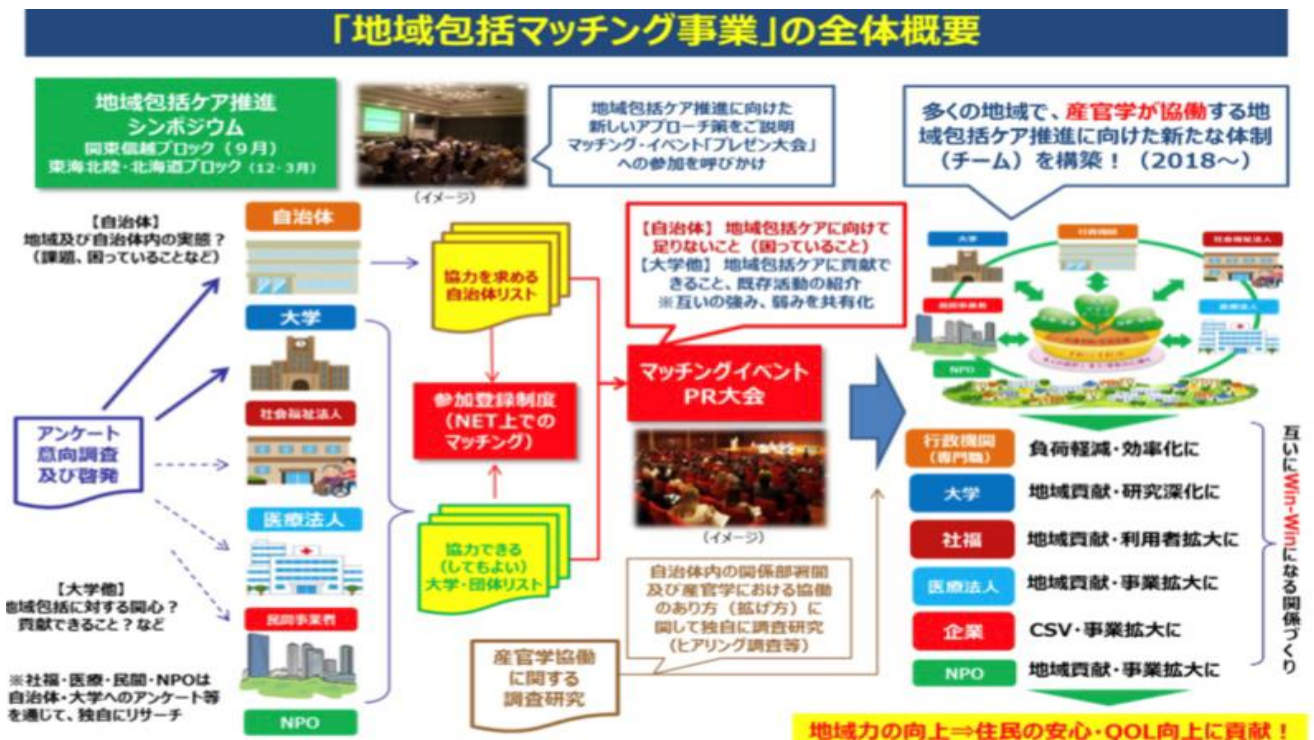 「地域包括マッチング事業」の全体概要
地域包括ケア推進
シンポジウム
関東信越ブロック（９月）
東海北陸・北海道ブロック（12・3月）
（イメージ）
地域包括ケア推進に向けた
新しいアプローチ策をご説明
マッチング・イベント「プレゼン大会」
への参加を呼びかけ
多くの地域で、産官学が協働する地
域包括ケア推進に向けた新たな体制
（チーム）を構築！（2018～）
【自治体】
地域及び自治体内の実態？
（課題、困っていることなど）
アンケート
意向調査
及び啓発
【大学他】
地域包括に対する関心？
貢献できること？など
※社福・医療・民間・NPOは
自治体・大学へのアンケート等
を通じて、独自にリサーチ
自治体
大学
社会福祉法人
医療法人
民間事業者
NPO
協力を求める
自治体リスト
参加登録制度
（NET上での
マッチング）
協力できる
（してもよい）
大学・団体リスト
産官学協働
に関する
調査研究
【自治体】地域包括ケアに向けて
足りないこと（困っていること）
【大学他】地域包括ケアに貢献で
きること、既存活動の紹介
※互いの強み、弱みを共有化
マッチングイベント
PR大会
（イメージ）
自治体内の関係部署間
及び産官学における協働
のあり方（拡げ方）に
関して独自に調査研究
（ヒアリング調査等）
大学
行政機関
社会福祉法人
民間事業者
医療法人
NPO
行政機関
（専門職）
負荷軽減・効率化に
大学
地域貢献・研究深化に
社福
地域貢献・利用者拡大に
医療法人
地域貢献・事業拡大に
企業
CSV・事業拡大に
NPO
地域貢献・事業拡大に
互いにWin-Winになる関係づくり
地域力の向上⇒住民の安心・QOL向上に貢献！